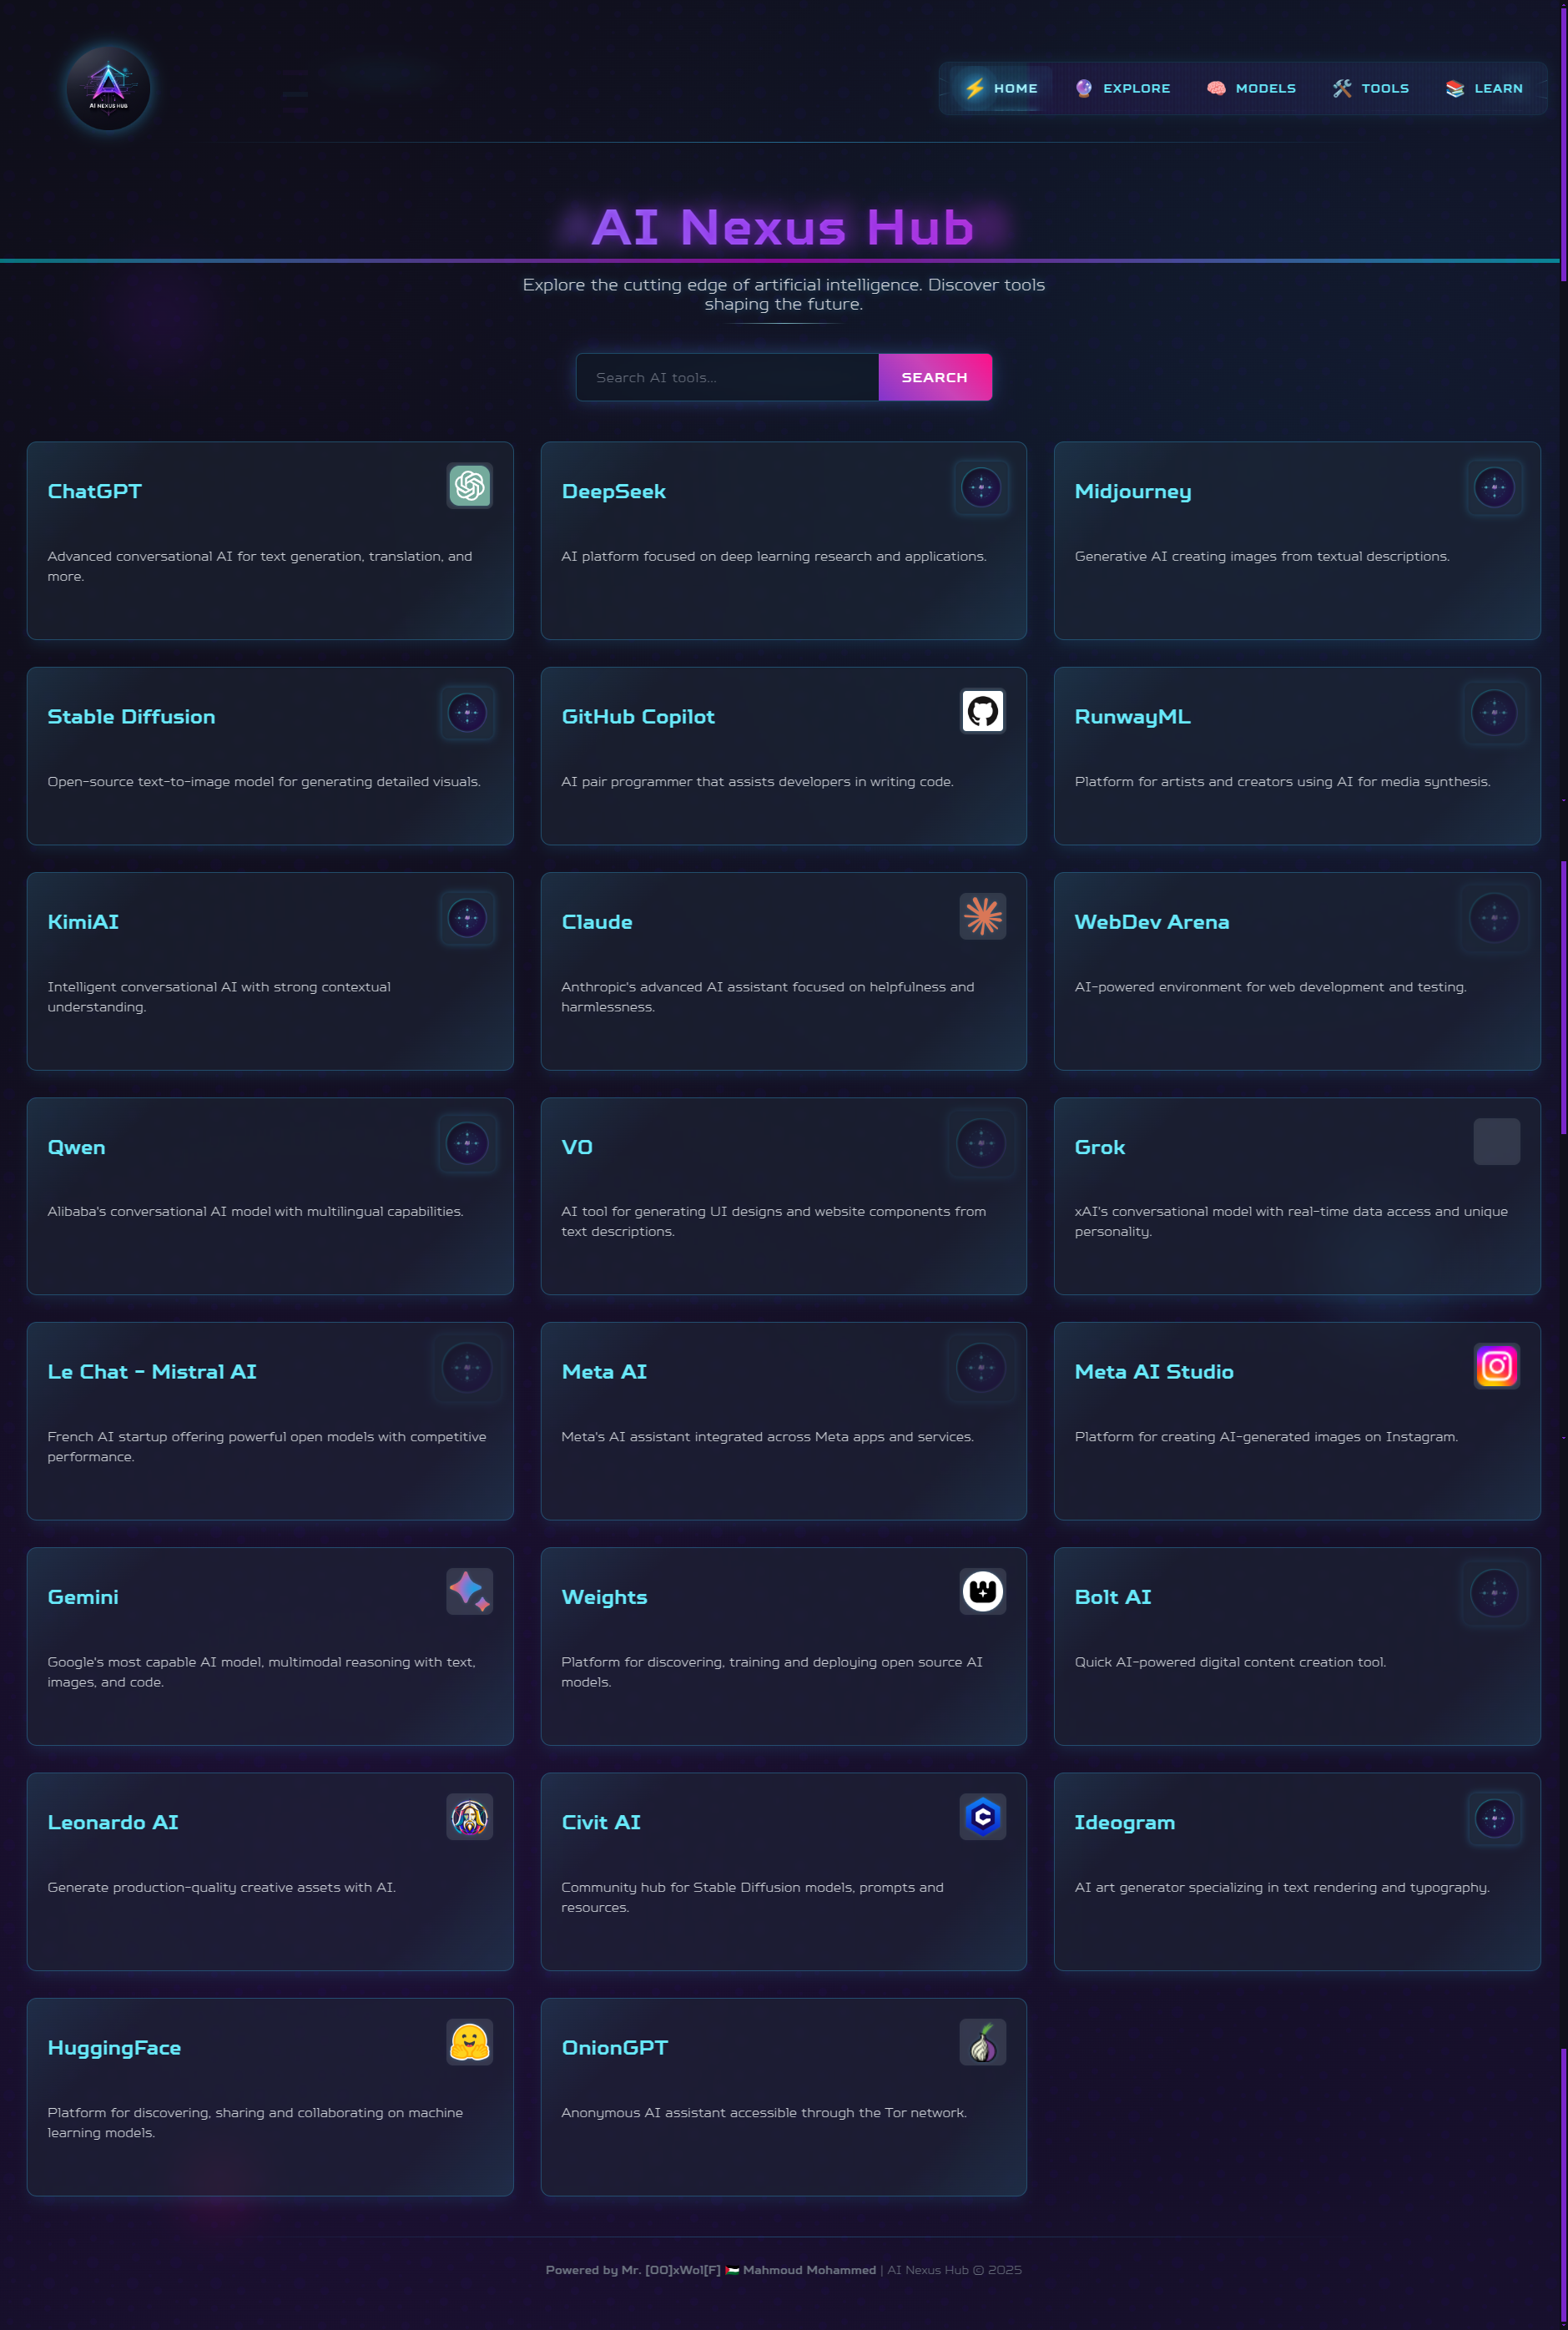 AI NEXUS HUB
⚡ HOME
🔮 EXPLORE
🧠 MODELS
🛠️ TOOLS
📚 LEARN
AI Nexus Hub
Explore the cutting edge of artificial intelligence. Discover tools
shaping the future.
Search AI tools...
SEARCH
ChatGPT
Advanced conversational AI for text generation, translation, and
more.
DeepSeek
AI
AI platform focused on deep learning research and applications.
Midjourney
AI
Generative AI creating images from textual descriptions.
Stable Diffusion
AI
Open-source text-to-image model for generating detailed visuals.
GitHub Copilot
AI pair programmer that assists developers in writing code.
RunwayML
AI
Platform for artists and creators using AI for media synthesis.
KimiAI
AI
Intelligent conversational AI with strong contextual
understanding.
Claude
Anthropic's advanced AI assistant focused on helpfulness and
harmlessness.
WebDev Arena
AI
AI-powered environment for web development and testing.
Qwen
AI
Alibaba's conversational AI model with multilingual capabilities.
V0
AI
AI tool for generating UI designs and website components from
text descriptions.
Grok
xAI's conversational model with real-time data access and unique
personality.
Le Chat - Mistral AI
AI
French AI startup offering powerful open models with competitive
performance.
Meta AI
AI
Meta's AI assistant integrated across Meta apps and services.
Meta AI Studio
Platform for creating AI-generated images on Instagram.
Gemini
Google's most capable AI model, multimodal reasoning with text,
images, and code.
Weights
Platform for discovering, training and deploying open source AI
models.
Bolt AI
AI
Quick AI-powered digital content creation tool.
Leonardo AI
Generate production-quality creative assets with AI.
Civit AI
Community hub for Stable Diffusion models, prompts and
resources.
Ideogram
AI
AI art generator specializing in text rendering and typography.
HuggingFace
Platform for discovering, sharing and collaborating on machine
learning models.
OnionGPT
Anonymous AI assistant accessible through the Tor network.
Powered by Mr. [00]xWol[F] 🇵🇸 Mahmoud Mohammed | AI Nexus Hub © 2025